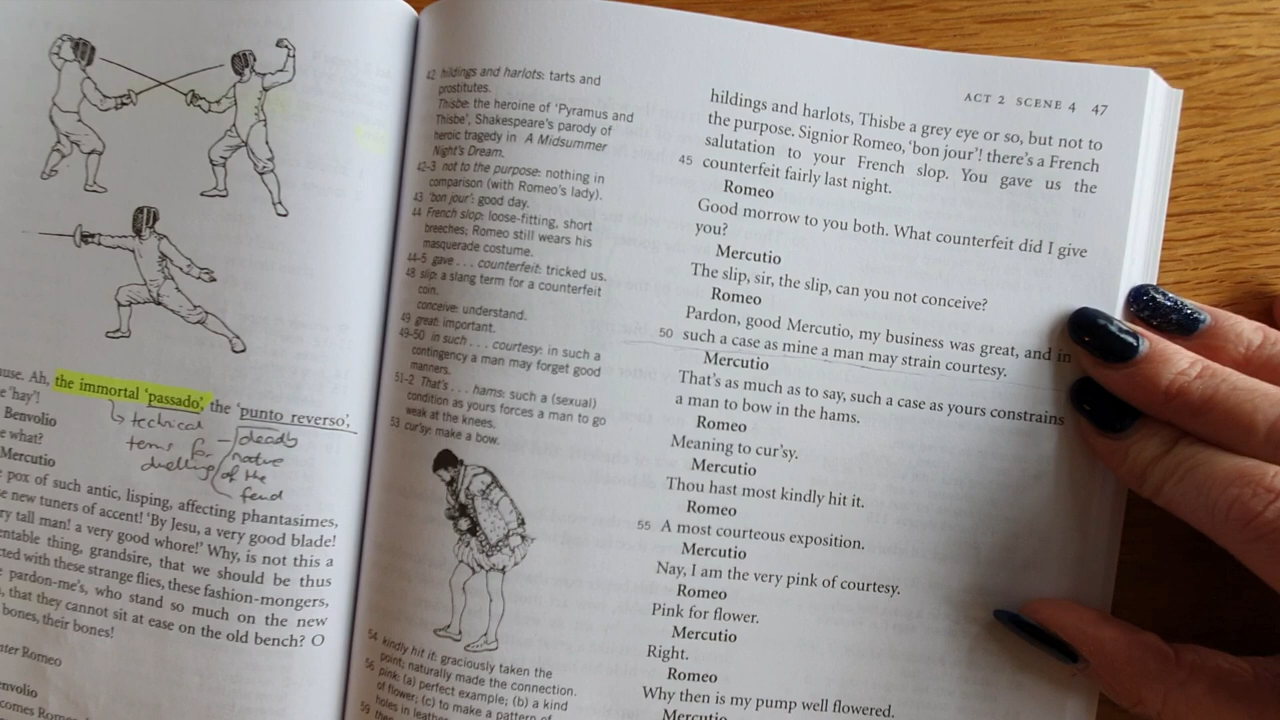 use. Ah, the immortal 'passado', the 'punto reverso',
e 'hay'!
Benvolio
e what?
Mercutio
pox of such antic, lisping, affecting phantasimes,
e new tuners of accent! 'By Jesu, a very good blade!
ry tall man! a very good whore!' Why, is not this a
entable thing, grandsire, that we should be thus
cted with these strange flies, these fashion-mongers,
pardon-me's, who stand so much on the new
, that they cannot sit at ease on the old bench? O
bones, their bones!
nter Romeo
envolio
comes Rome
technical
terms for
duelling
deadly
nature
of the
feud
42 hildings and harlots: tarts and
prostitutes.
Thisbe: the heroine of 'Pyramus and
Thisbe', Shakespeare's parody of
heroic tragedy in A Midsummer
Night's Dream.
42-3 not to the purpose: nothing in
comparison (with Romeo's lady).
43 'bon jour': good day.
44 French slop: loose-fitting, short
breeches; Romeo still wears his
masquerade costume.
44-5 gave . . . counterfeit: tricked us.
48 slip: a slang term for a counterfeit
coin.
conceive: understand.
49 great: important.
49-50 in such . . . courtesy: in such a
contingency a man may forget good
manners.
51-2 That's . . . hams: such a (sexual)
condition as yours forces a man to go
weak at the knees.
53 cur'sy: make a bow.
54 kindly hit it: graciously taken the
point; naturally made the connection.
56 pink: (a) perfect example; (b) a kind
of flower; (c) to make a pattern of
holes in leather
59
ACT 2 SCENE 4 47
hildings and harlots, Thisbe a grey eye or so, but not to
the purpose. Signior Romeo, 'bon jour'! there's a French
salutation to your French slop. You gave us the
45 counterfeit fairly last night.
Romeo
Good morrow to you both. What counterfeit did I give
you?
Mercutio
The slip, sir, the slip, can you not conceive?
Romeo
Pardon, good Mercutio, my business was great, and in
50 such a case as mine a man may strain courtesy.
Mercutio
That's as much as to say, such a case as yours constrains
a man to bow in the hams.
Romeo
Meaning to cur'sy.
Mercutio
Thou hast most kindly hit it.
Romeo
55 A most courteous exposition.
Mercutio
Nay, I am the very pink of courtesy.
Romeo
Pink for flower.
Mercutio
Right.
Romeo
Why then is my pump well flowered.
Mercutio